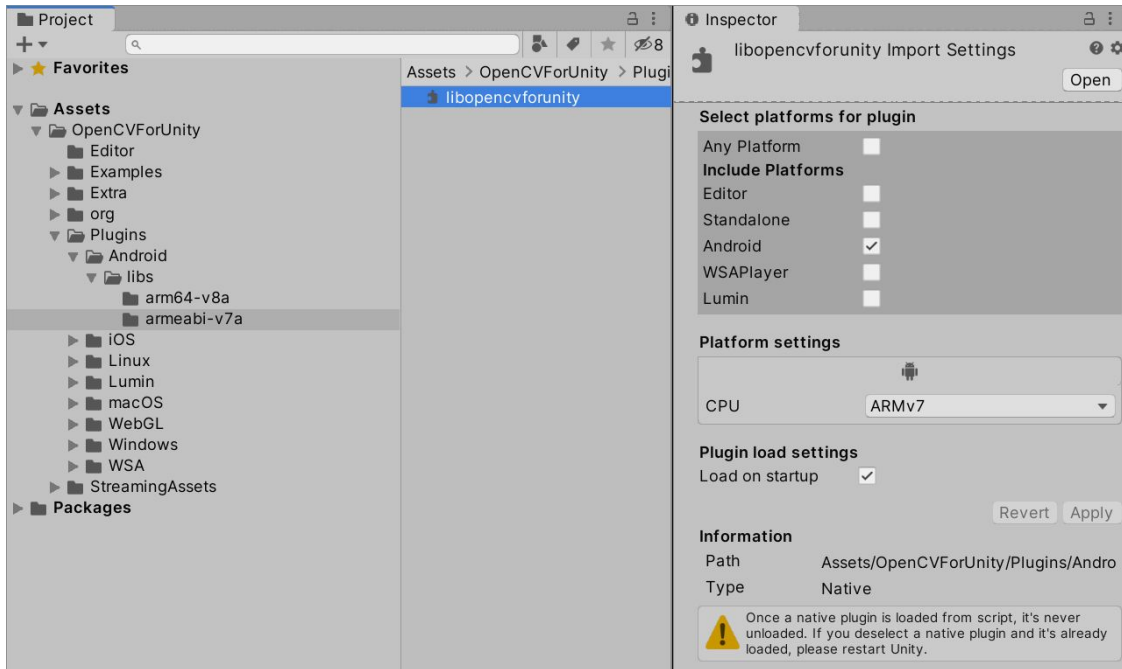 Project
8
Favorites
Assets > OpenCVForUnity > Plugi
libopencvforunity
Assets
OpenCVForUnity
Editor
Examples
Extra
org
Plugins
Android
libs
arm64-v8a
armeabi-v7a
iOS
Linux
Lumin
macOS
WebGL
Windows
WSA
StreamingAssets
Packages
Inspector
libopencvforunity Import Settings
Open
Select platforms for plugin
Any Platform
Include Platforms
Editor
Standalone
Android
WSAPlayer
Lumin
Platform settings
CPU ARMv7
Plugin load settings
Load on startup
Revert Apply
Information
Path Assets/OpenCVForUnity/Plugins/Andro
Type Native
Once a native plugin is loaded from script, it's never
unloaded. If you deselect a native plugin and it's already
loaded, please restart Unity.